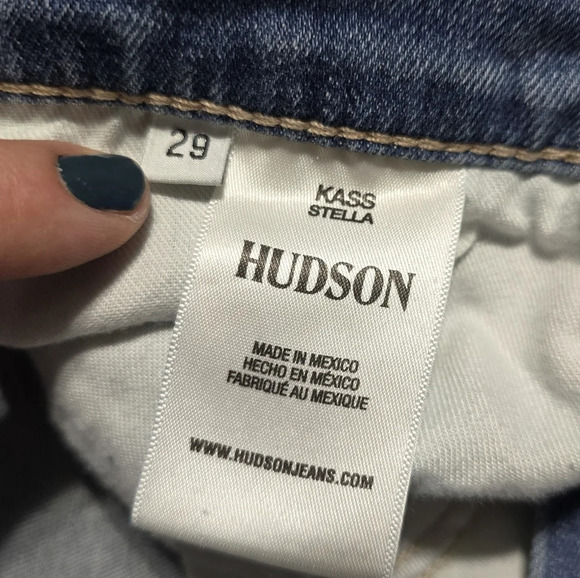 29
KASS
STELLA
HUDSON
MADE IN MEXICO
HECHO EN MÉXICO
FABRIQUÉ AU MEXIQUE
WWW.HUDSONJEANS.COM